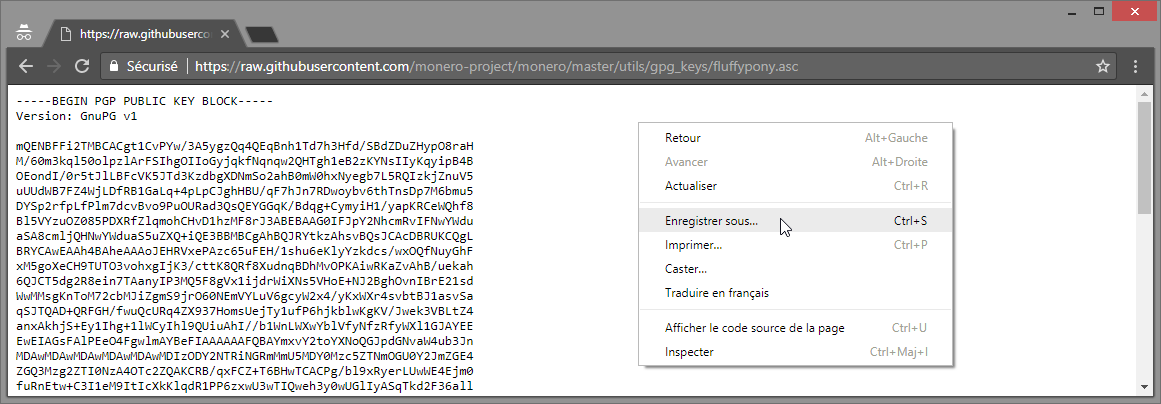 https://raw.githubuserco
Sécurisé
https://raw.githubusercontent.com/monero-project/monero/master/utils/gpg_keys/fluffypony.asc
-----BEGIN PGP PUBLIC KEY BLOCK-----
Version: GnuPG v1
mQENBFFi2TMBCACgt1CvPYw/3A5ygzQq4QEqBnh1Td7h3Hfd/SBdZDuZHypO8raH
M/60m3kql50olpzlArFSIhgOIIoGyjqkfNqnqw2QHTgh1eB2zKYNsIIyKqyipB4B
OEondI/0r5tJlLBFcVK5JTd3KzdbgXDNmSo2ahB0mW0hxNyegb7L5RQIzkjZnuV5
uUUdWB7FZ4WjLDfRB1GaLq+4pLpCJghHBU/qF7hJn7RDwoybv6thTnsDp7M6bmu5
DYSp2rfpLfPlm7dcvBvo9PuOURad3QsQEYGGqK/Bdqg+CymyiH1/yapKRCeWQhf8
Bl5VYzuOZ085PDXRfZlqmohCHvD1hzMF8rJ3ABEBAAG0IFJpY2NhcmRvIFNwYWdu
aSA8cmljQHNwYWduaS5uZXQ+iQE3BBMBCgAhBQJRYtkzAhsvBQsJCAcDBRUKCQgL
BRYCAwEAAh4BAheAAAoJEHRVxePAzc65uFEH/1shu6eKlyYzkdcs/wxOQfNuyGhF
xM5goXeCH9TUTO3vohxgIjK3/cttK8QRf8XudnqBDhMvOPKAiwRKaZvAhB/uekah
6QJCT5dg2R8ein7TAanyIP3MQ5F8gVx1ijdrWiXNs5VHoE+NJ2BghOvnIBrE21sd
WwMMsgKnToM72cbMJiZgmS9jrO60NEmVYLuV6gcyW2x4/yKxWXr4svbtBJ1asvSa
qSJTQAD+QRFGH/fwuQcURq4ZX937HomsUejTy1ufP6hjkblwKgKV/Jwek3VBLtZ4
anxAkhjS+Ey1Ihg+1lWCyIhl9QUiuAhI//b1WnLWXwYblVfyNfzRfyWXl1GJAYEE
EwEIAGsFAlPEeO4FgwlmAYBeFIAAAAAAFQBAYmxvY2toYXNoQGJpdGNvaW4ub3Jn
MDAwMDAwMDAwMDAwMDAwMDIzODY2NTRiNGRmMmU5MDY0Mzc5ZTNmOGU0Y2JmZGE4
ZGQ3Mzg2ZTI0NzA4OTc2ZQAKCRB/qxFCZ+T6BHwTCACPg/bl9xRyerLUwWE4Ejm0
fuRnEtw+C3I1eM9ItIcXkKlqdR1PP6zxwU3wTIQweh3y0wUGlIyASqTkd2F36all
Retour Alt+Gauche
Avancer Alt+Droite
Actualiser Ctrl+R
Enregistrer sous... Ctrl+S
Imprimer... Ctrl+P
Caster...
Traduire en français
Afficher le code source de la page Ctrl+U
Inspecter Ctrl+Maj+I